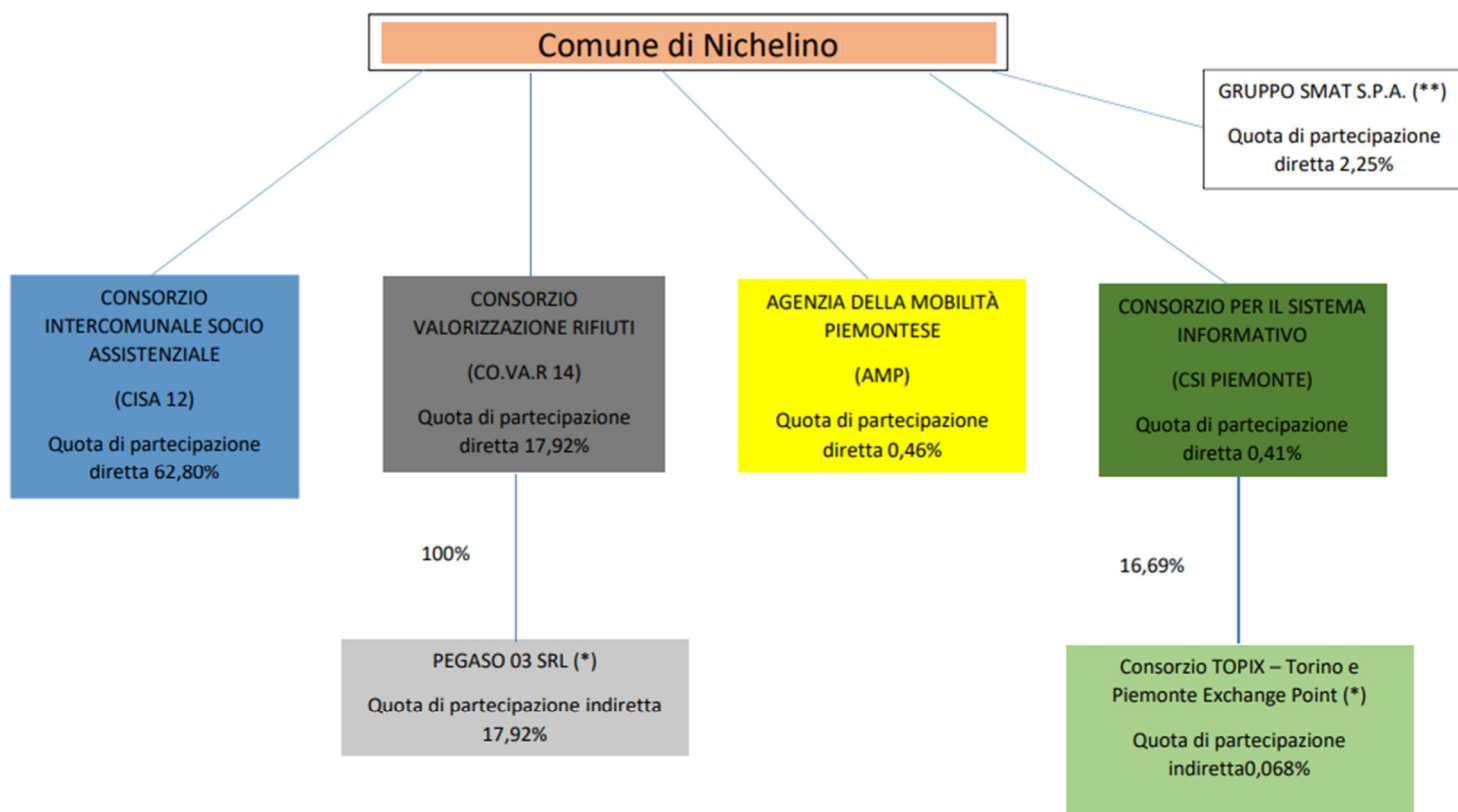 Comune di Nichelino
GRUPPO SMAT S.P.A. (**)
Quota di partecipazione
diretta 2,25%
CONSORZIO
INTERCOMUNALE SOCIO
ASSISTENZIALE
(CISA 12)
Quota di partecipazione
diretta 62,80%
CONSORZIO
VALORIZZAZIONE RIFIUTI
(CO.VA.R 14)
Quota di partecipazione
diretta 17,92%
AGENZIA DELLA MOBILITÀ
PIEMONTESE
(AMP)
Quota di partecipazione
diretta 0,46%
CONSORZIO PER IL SISTEMA
INFORMATIVO
(CSI PIEMONTE)
Quota di partecipazione
diretta 0,41%
100%
16,69%
PEGASO 03 SRL (*)
Quota di partecipazione indiretta
17,92%
Consorzio TOPIX – Torino e
Piemonte Exchange Point (*)
Quota di partecipazione
indiretta0,068%